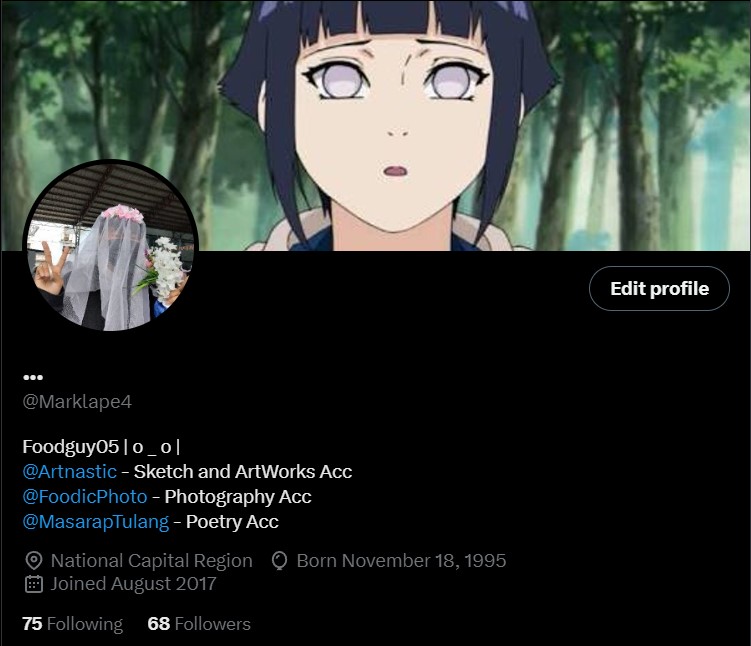 Edit profile
...
@Marklape4
Foodguy05 | o _ o |
@Artnastic - Sketch and ArtWorks Acc
@FoodicPhoto - Photography Acc
@MasarapTulang - Poetry Acc
National Capital Region Born November 18, 1995
Joined August 2017
75 Following 68 Followers